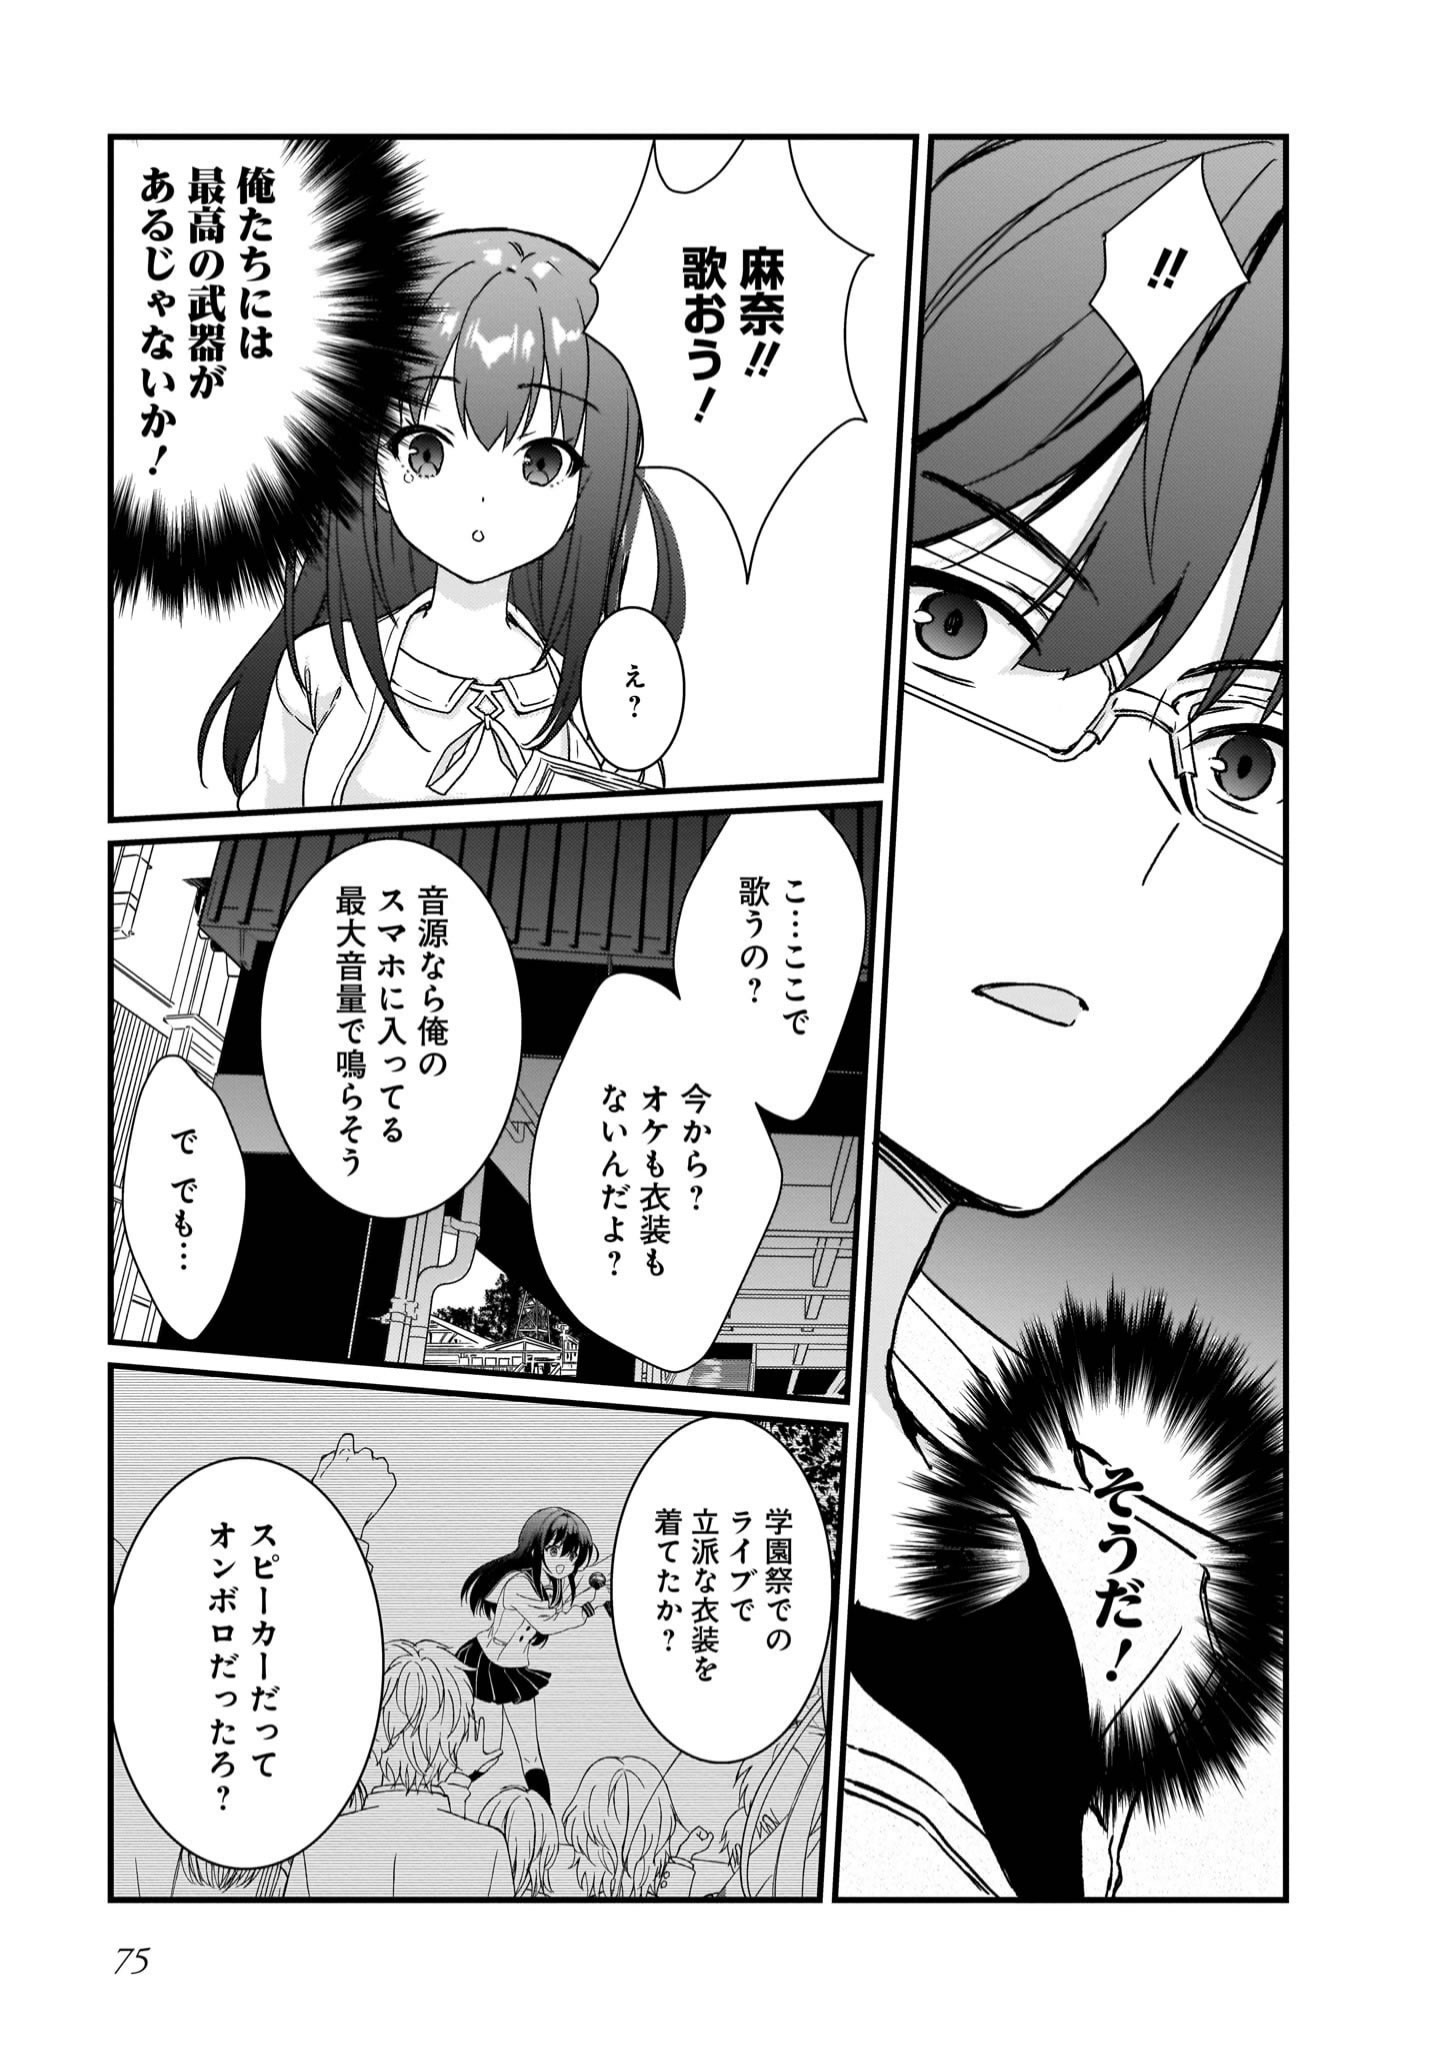 !!
そうだ!
俺たちには
最高の武器が
あるじゃないか!
麻奈!!
歌おう!
え?
こ…ここで
歌うの?
今から?
オケも衣装も
ないんだよ?
音源なら俺の
スマホに入ってる
最大音量で鳴らそう
で でも…
学園祭での
ライブで
立派な衣装を
着てたか?
スピーカーだって
オンボロだったろ?
75